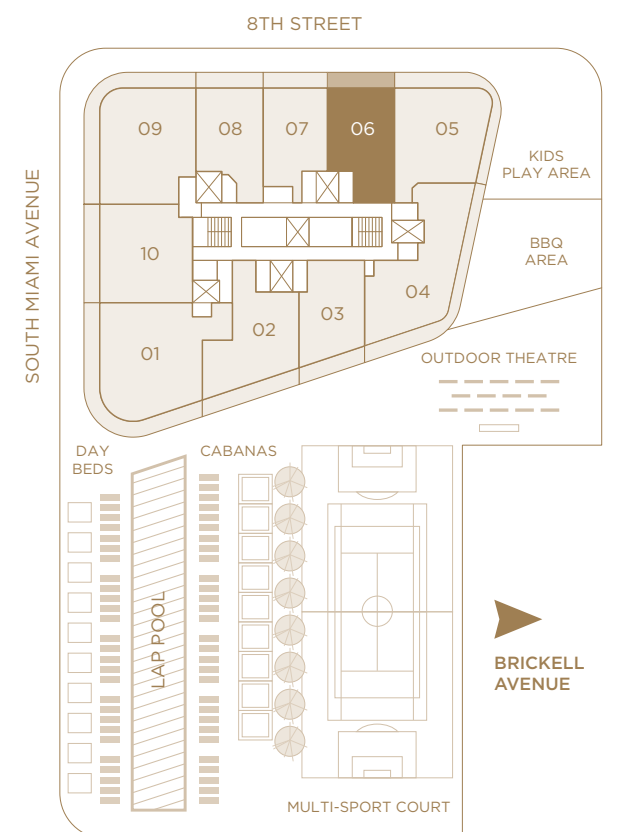 8TH STREET
SOUTH MIAMI AVENUE
09
08
07
06
05
KIDS
PLAY AREA
BBQ
AREA
10
04
03
02
01
OUTDOOR THEATRE
DAY
BEDS
CABANAS
LAP POOL
BRICKELL
AVENUE
MULTI-SPORT COURT